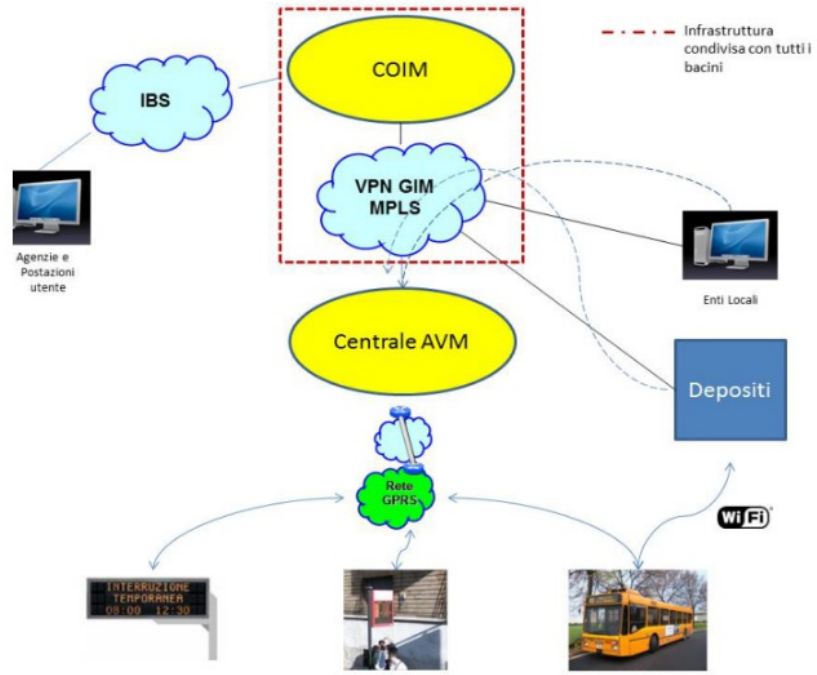 COIM
Infrastruttura
condivisa con tutti i
bacini
IBS
VPN GIM
MPLS
Agenzie e
Postazioni
utente
Enti Locali
Centrale AVM
Depositi
Rete
GPRS
WiFi
INTERRUZIONE
TEMPORANEA
08:00 12:30